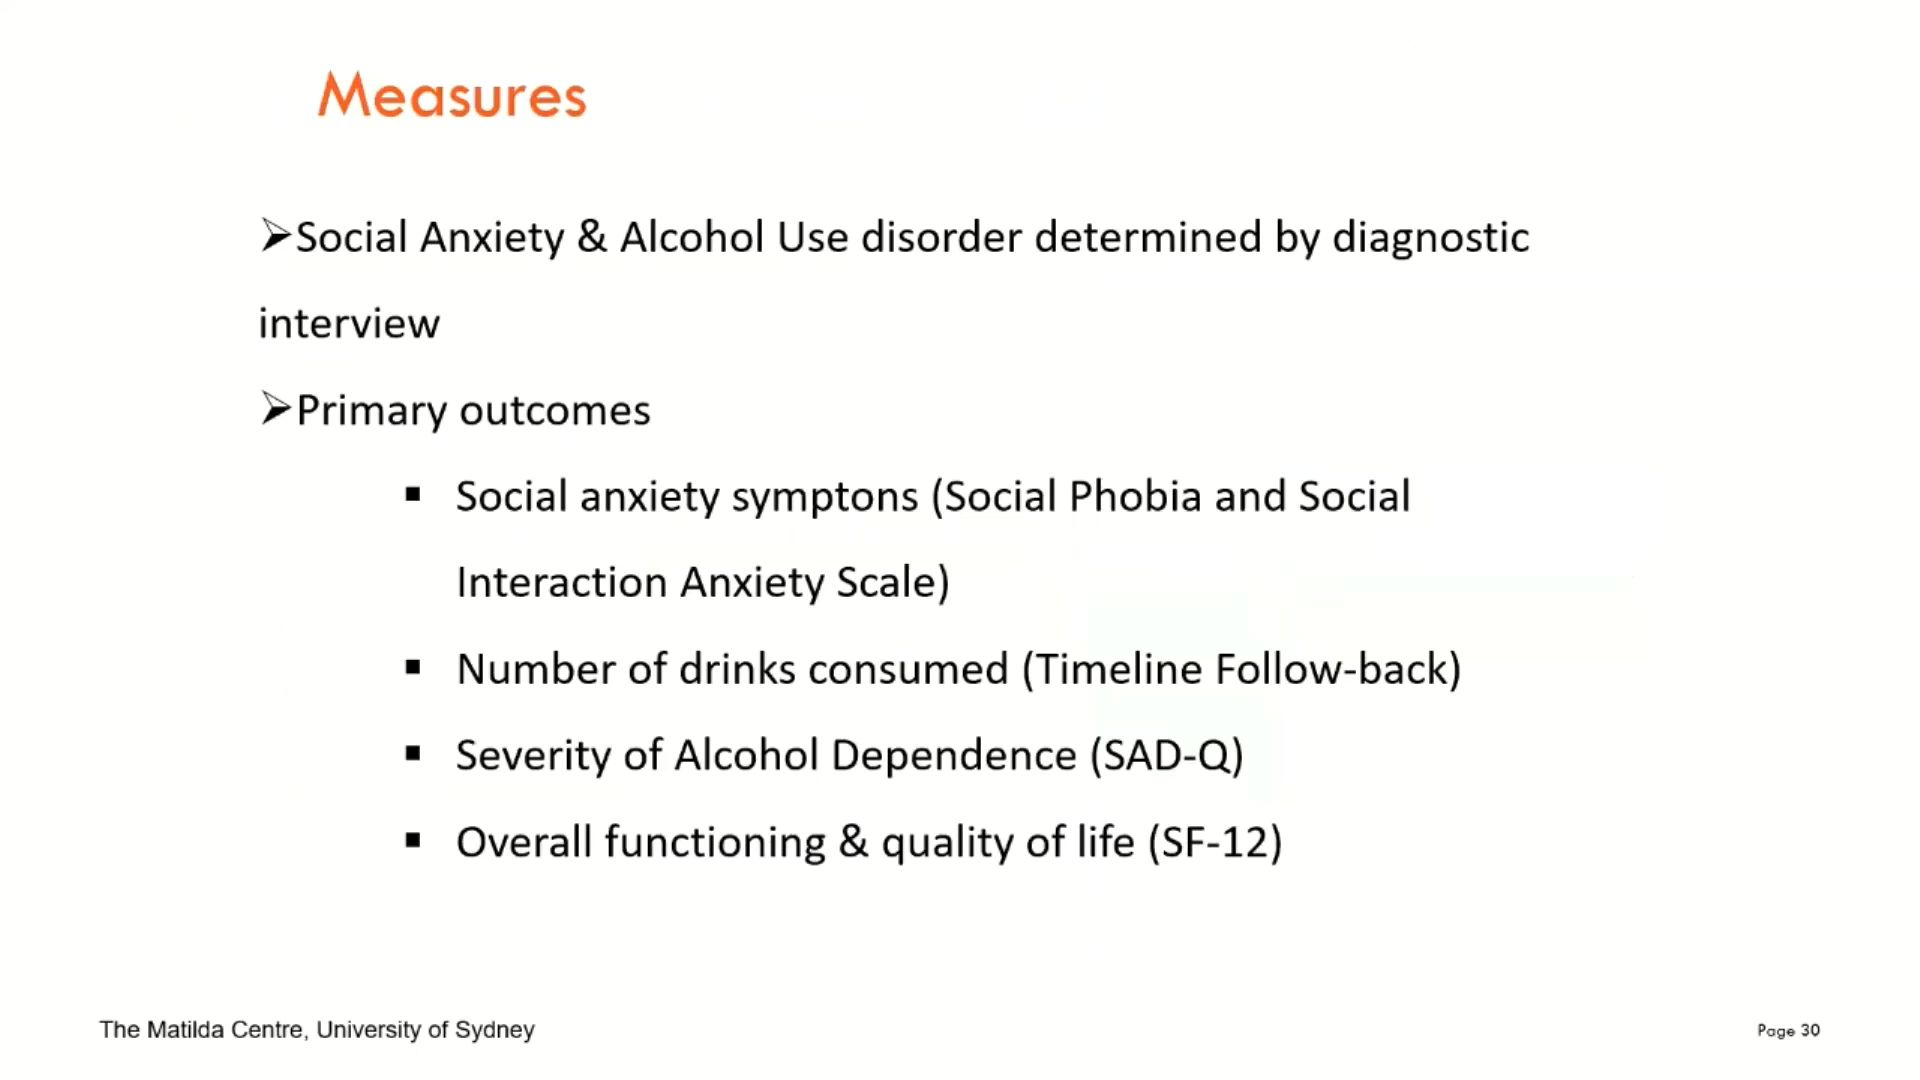 Measures
➢Social Anxiety & Alcohol Use disorder determined by diagnostic
interview
➢Primary outcomes
▪ Social anxiety symptons (Social Phobia and Social
Interaction Anxiety Scale)
▪ Number of drinks consumed (Timeline Follow-back)
▪ Severity of Alcohol Dependence (SAD-Q)
▪ Overall functioning & quality of life (SF-12)
The Matilda Centre, University of Sydney
Page 30